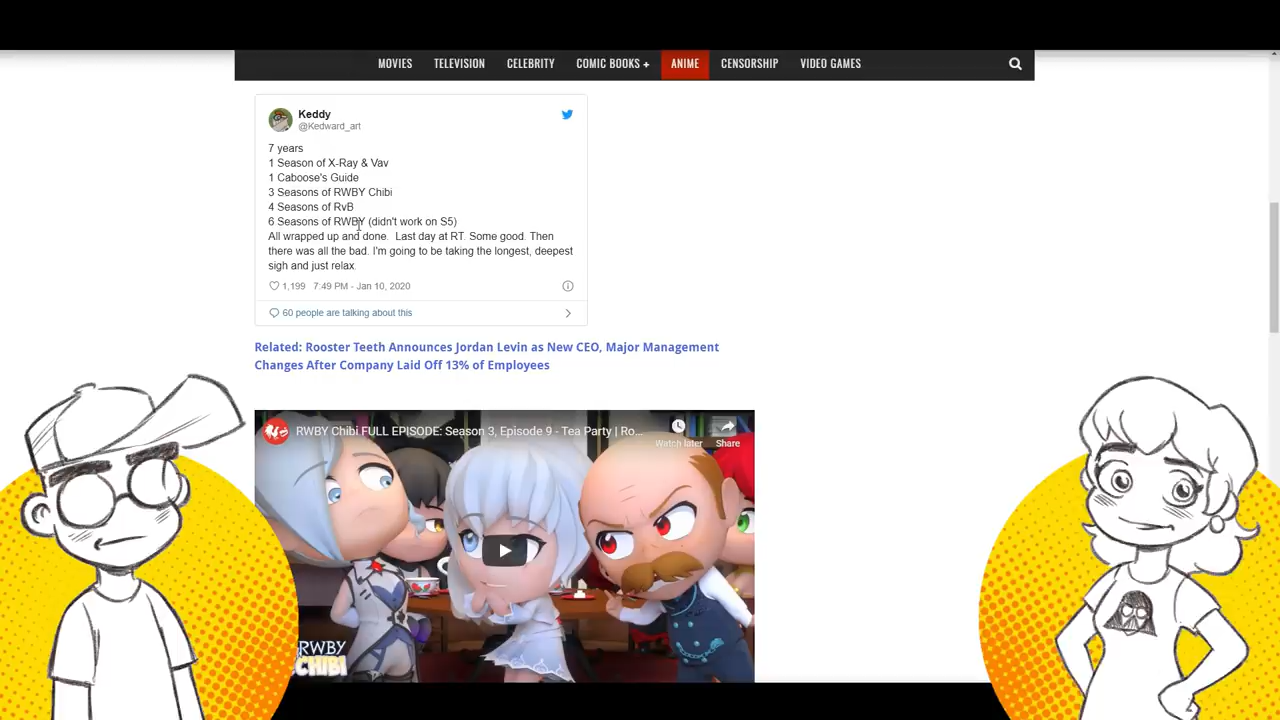 MOVIES TELEVISION CELEBRITY COMIC BOOKS + ANIME CENSORSHIP VIDEO GAMES
Keddy
@Kedward_art
7 years
1 Season of X-Ray & Vav
1 Caboose's Guide
3 Seasons of RWBY Chibi
4 Seasons of RvB
6 Seasons of RWBY (didn't work on S5)
All wrapped up and done. Last day at RT. Some good. Then
there was all the bad. I'm going to be taking the longest, deepest
sigh and just relax.
1,199 7:49 PM - Jan 10, 2020
60 people are talking about this
Related: Rooster Teeth Announces Jordan Levin as New CEO, Major Management
Changes After Company Laid Off 13% of Employees
RWBY Chibi FULL EPISODE: Season 3, Episode 9 - Tea Party | Ro...
Watch later Share
RWBY
CHIBI